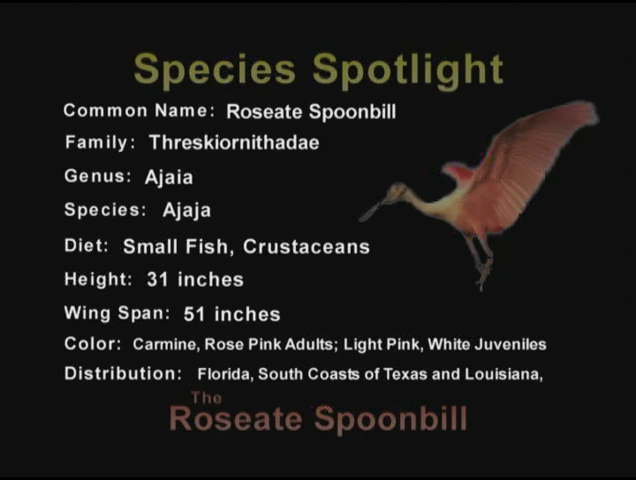 Species Spotlight
Common Name: Roseate Spoonbill
Family: Threskiornithadae
Genus: Ajaia
Species: Ajaja
Diet: Small Fish, Crustaceans
Height: 31 inches
Wing Span: 51 inches
Color: Carmine, Rose Pink Adults; Light Pink, White Juveniles
Distribution: Florida, South Coasts of Texas and Louisiana,
The
Roseate Spoonbill